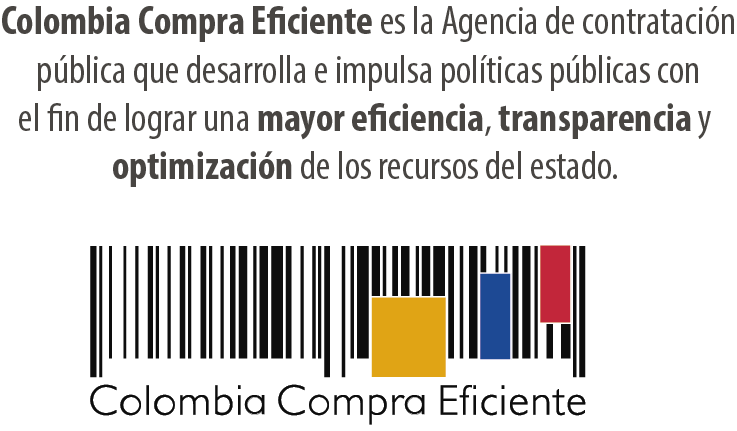 Colombia Compra Eficiente es la Agencia de contratación
pública que desarrolla e impulsa políticas públicas con
el fin de lograr una mayor eficiencia, transparencia y
optimización de los recursos del estado.
Colombia Compra Eficiente